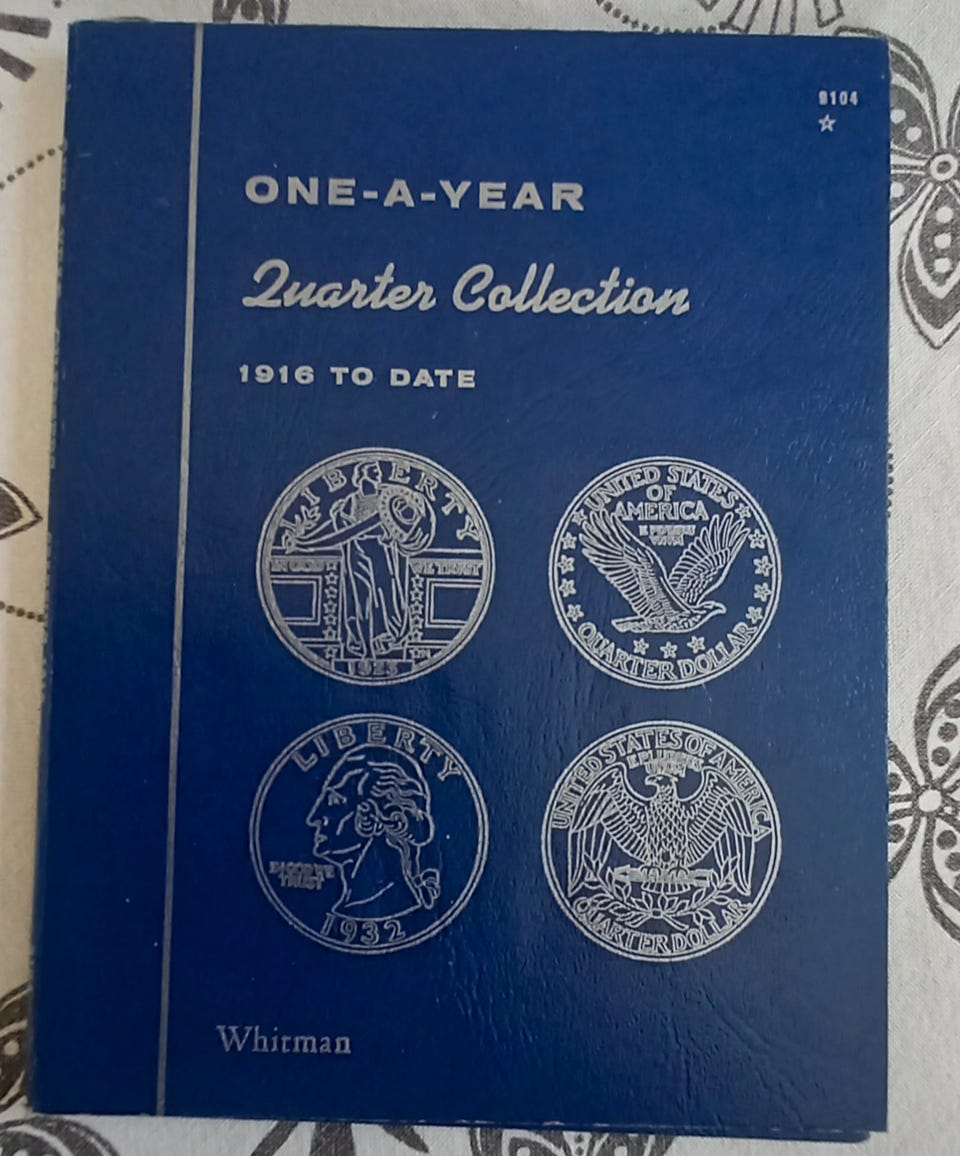 9104
ONE-A-YEAR
Quarter Collection
1916 TO DATE
LIBERTY
IN GOD WE TRUST
1923
UNITED STATES
OF
AMERICA
E PLURIBUS
UNUM
QUARTER DOLLAR
LIBERTY
IN GOD WE
TRUST
1932
UNITED STATES OF AMERICA
E PLURIBUS
UNUM
QUARTER DOLLAR
Whitman